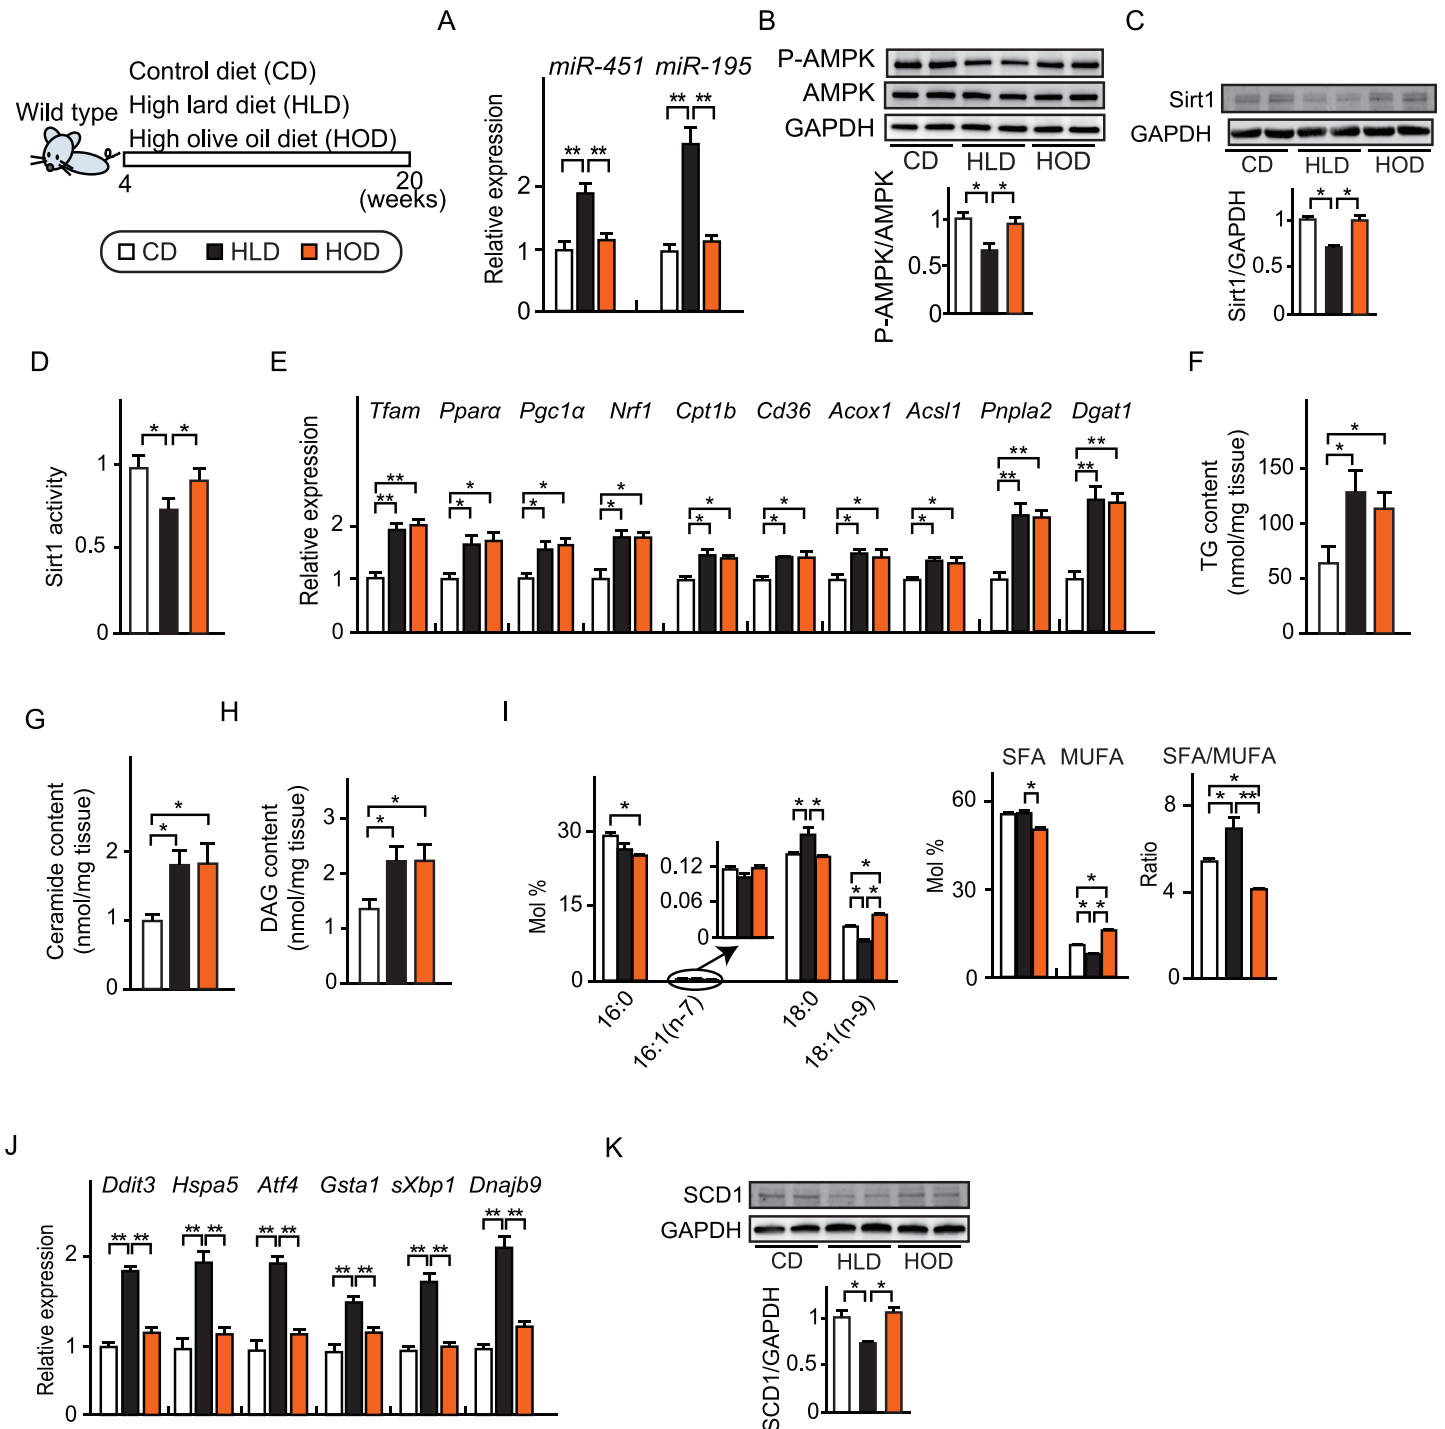 Control diet (CD)
High lard diet (HLD)
High olive oil diet (HOD)
Wild type
4
20
(weeks)
CD HLD HOD
A
miR-451 miR-195
** ** ** **
Relative expression
2
1
0
B
P-AMPK
AMPK
GAPDH
CD HLD HOD
P-AMPK/AMPK
* *
1
0.5
0
C
Sirt1
GAPDH
CD HLD HOD
Sirt1/GAPDH
* *
1
0.5
0
D
Sirt1 activity
* *
1
0.5
0
E
Tfam Pparα Pgc1α Nrf1 Cpt1b Cd36 Acox1 Acsl1 Pnpla2 Dgat1
Relative expression
** * * * * * * * ** **
** * * * * * * * ** **
2
1
0
F
TG content
(nmol/mg tissue)
*
*
150
100
50
0
G
Ceramide content
(nmol/mg tissue)
*
*
2
1
0
H
DAG content
(nmol/mg tissue)
*
*
3
2
1
0
I
Mol %
30
15
0
*
0.12
0.06
0
* *
*
* *
16:0 16:1(n-7) 18:0 18:1(n-9)
SFA MUFA
Mol %
60
30
0
*
*
* *
SFA/MUFA
Ratio
8
4
0
*
* **
J
Ddit3 Hspa5 Atf4 Gsta1 sXbp1 Dnajb9
Relative expression
** ** ** ** ** ** ** ** ** ** ** **
2
1
0
K
SCD1
GAPDH
CD HLD HOD
SCD1/GAPDH
* *
1
0.5
0